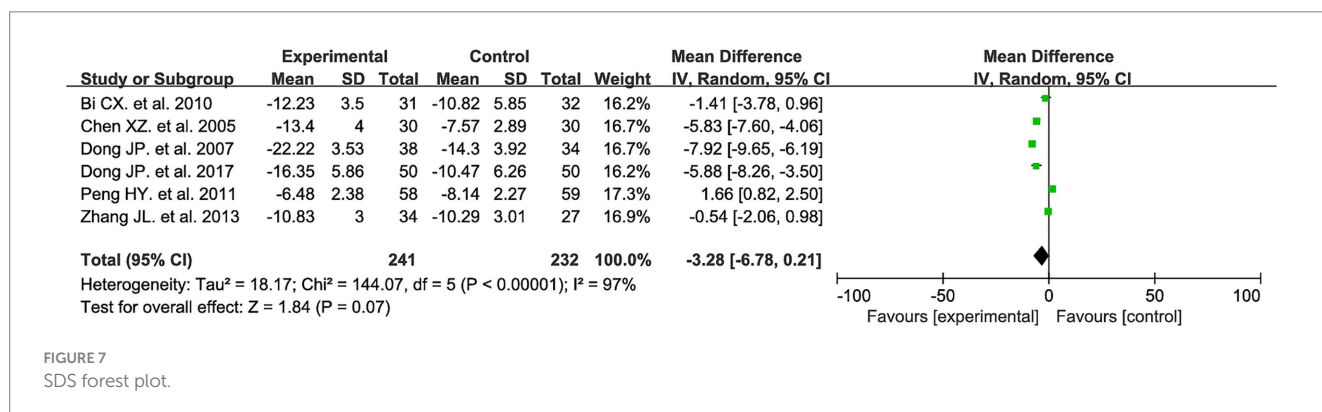 Experimental Control Mean Difference Mean Difference
Study or Subgroup Mean SD Total Mean SD Total Weight IV, Random, 95% CI IV, Random, 95% CI
Bi CX. et al. 2010 -12.23 3.5 31 -10.82 5.85 32 16.2% -1.41 [-3.78, 0.96]
Chen XZ. et al. 2005 -13.4 4 30 -7.57 2.89 30 16.7% -5.83 [-7.60, -4.06]
Dong JP. et al. 2007 -22.22 3.53 38 -14.3 3.92 34 16.7% -7.92 [-9.65, -6.19]
Dong JP. et al. 2017 -16.35 5.86 50 -10.47 6.26 50 16.2% -5.88 [-8.26, -3.50]
Peng HY. et al. 2011 -6.48 2.38 58 -8.14 2.27 59 17.3% 1.66 [0.82, 2.50]
Zhang JL. et al. 2013 -10.83 3 34 -10.29 3.01 27 16.9% -0.54 [-2.06, 0.98]
Total (95% CI) 241 232 100.0% -3.28 [-6.78, 0.21]
Heterogeneity: Tau² = 18.17; Chi² = 144.07, df = 5 (P < 0.00001); I² = 97%
Test for overall effect: Z = 1.84 (P = 0.07)
-100 -50 0 50 100
Favours [experimental] Favours [control]
FIGURE 7
SDS forest plot.